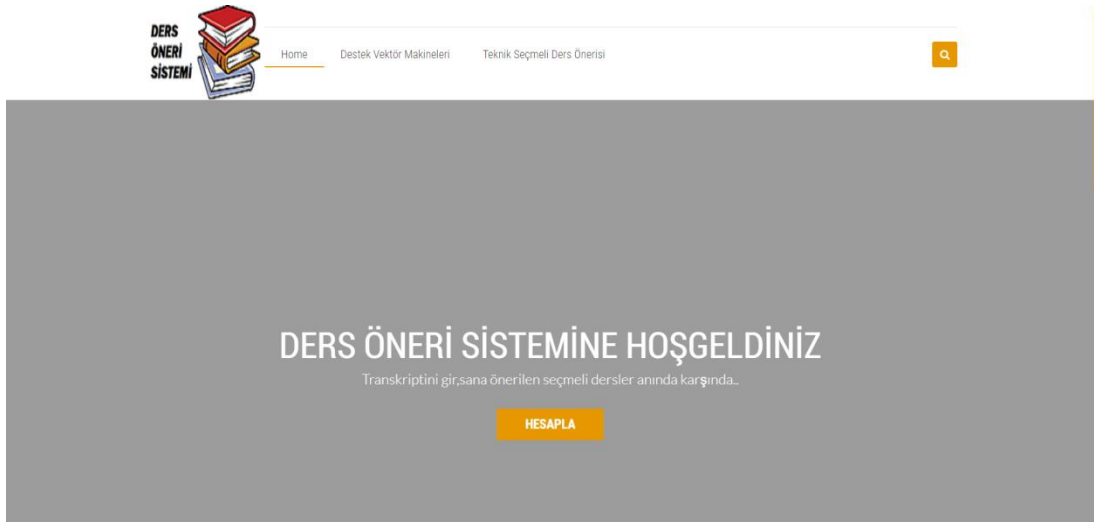 DERS
ÖNERİ
SİSTEMİ
Home Destek Vektör Makineleri Teknik Seçmeli Ders Önerisi
DERS ÖNERİ SİSTEMİNE HOŞGELDİNİZ
Transkriptini gir,sana önerilen seçmeli dersler anında karşında..
HESAPLA